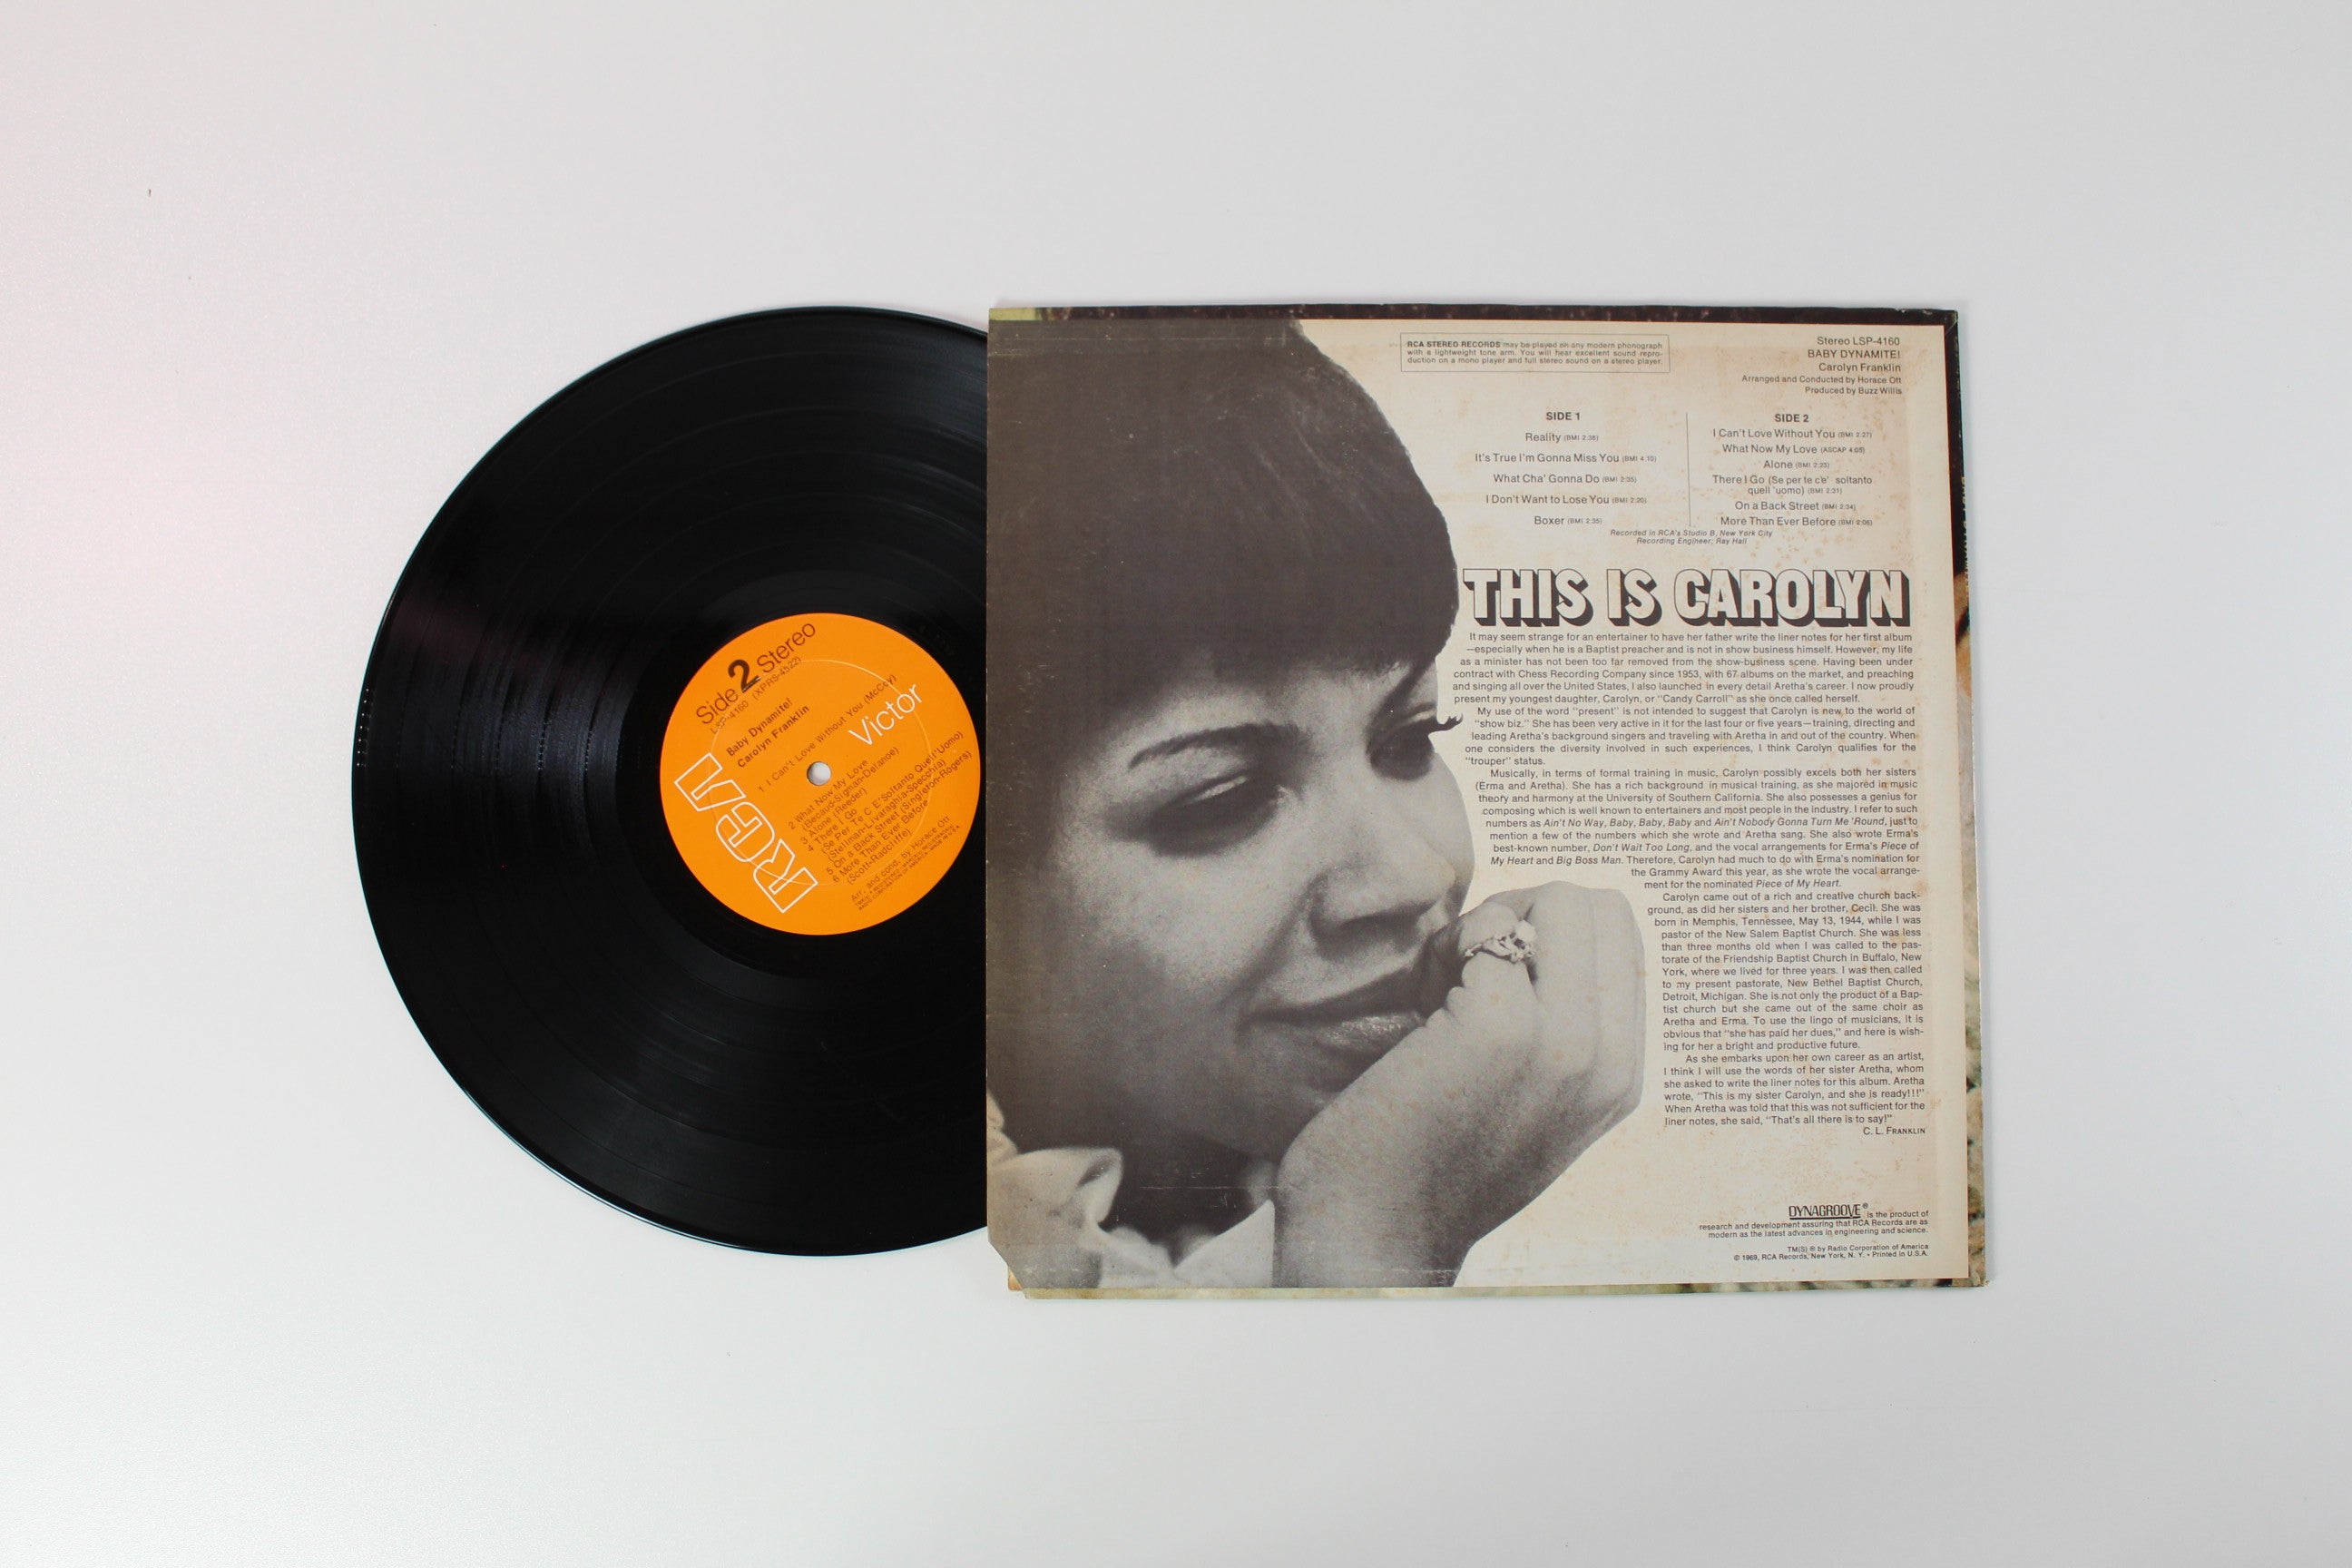 Side 2 Stereo
LSP-4160 (XPRS-4522)
Baby Dynamite!
Carolyn Franklin
1 I Can't Love Without You (McCoy)
Victor
2 What Now My Love
(Becaud-Sigman-Delanoe)
3 Alone (Reeder)
4 There I Go
(Se Per Te C E'Soltanto Quell'Uomo)
(Stellman-Livraghi-Specchia)
5 On a Back Street (Singleton-Rogers)
6 More Than Ever Before
(Scott-Radcliffe)
Arr. and cond. by Horace Ott
RCA
RCA STEREO RECORDS may be played on any modern phonograph
with a lightweight tone arm. You will hear excellent sound repro-
duction on a mono player and full stereo sound on a stereo player.
Stereo LSP-4160
BABY DYNAMITE!
Carolyn Franklin
Arranged and Conducted by Horace Ott
Produced by Buzz Willis
SIDE 1
Reality (BMI 2:38)
It's True I'm Gonna Miss You (BMI 4:10)
What Cha' Gonna Do (BMI 2:35)
I Don't Want to Lose You (BMI 2:20)
Boxer (BMI 2:35)
SIDE 2
I Can't Love Without You (BMI 2:27)
What Now My Love (ASCAP 4:05)
Alone (BMI 2:23)
There I Go (Se per te c'e' soltanto
quell 'uomo) (BMI 2:31)
On a Back Street (BMI 2:34)
More Than Ever Before (BMI 2:06)
Recorded in RCA's Studio B, New York City
Recording Engineer: Ray Hall
THIS IS CAROLYN
It may seem strange for an entertainer to have her father write the liner notes for her first album
—especially when he is a Baptist preacher and is not in show business himself. However, my life
as a minister has not been too far removed from the show-business scene. Having been under
contract with Chess Recording Company since 1953, with 67 albums on the market, and preaching
and singing all over the United States, I also launched in every detail Aretha's career. I now proudly
present my youngest daughter, Carolyn, or "Candy Carroll" as she once called herself.
My use of the word "present" is not intended to suggest that Carolyn is new to the world of
"show biz." She has been very active in it for the last four or five years—training, directing and
leading Aretha's background singers and traveling with Aretha in and out of the country. When
one considers the diversity involved in such experiences, I think Carolyn qualifies for the
"trouper" status.
Musically, in terms of formal training in music, Carolyn possibly excels both her sisters
(Erma and Aretha). She has a rich background in musical training, as she majored in music
theory and harmony at the University of Southern California. She also possesses a genius for
composing which is well known to entertainers and most people in the industry. I refer to such
numbers as Ain't No Way, Baby, Baby, Baby and Ain't Nobody Gonna Turn Me 'Round, just to
mention a few of the numbers which she wrote and Aretha sang. She also wrote Erma's
best-known number, Don't Wait Too Long, and the vocal arrangements for Erma's Piece of
My Heart and Big Boss Man. Therefore, Carolyn had much to do with Erma's nomination for
the Grammy Award this year, as she wrote the vocal arrange-
ment for the nominated Piece of My Heart.
Carolyn came out of a rich and creative church back-
ground, as did her sisters and her brother, Cecil. She was
born in Memphis, Tennessee, May 13, 1944, while I was
pastor of the New Salem Baptist Church. She was less
than three months old when I was called to the pas-
torate of the Friendship Baptist Church in Buffalo, New
York, where we lived for three years. I was then called
to my present pastorate, New Bethel Baptist Church,
Detroit, Michigan. She is not only the product of a Bap-
tist church but she came out of the same choir as
Aretha and Erma. To use the lingo of musicians, it is
obvious that "she has paid her dues," and here is wish-
ing for her a bright and productive future.
As she embarks upon her own career as an artist,
I think I will use the words of her sister Aretha, whom
she asked to write the liner notes for this album. Aretha
wrote, "This is my sister Carolyn, and she is ready!!!"
When Aretha was told that this was not sufficient for the
liner notes, she said, "That's all there is to say!"
C. L. FRANKLIN
DYNAGROOVE® is the product of
research and development assuring that RCA Records are as
modern as the latest advances in engineering and science.
TM(S) ® by Radio Corporation of America
© 1969, RCA Records, New York, N. Y. • Printed in U.S.A.